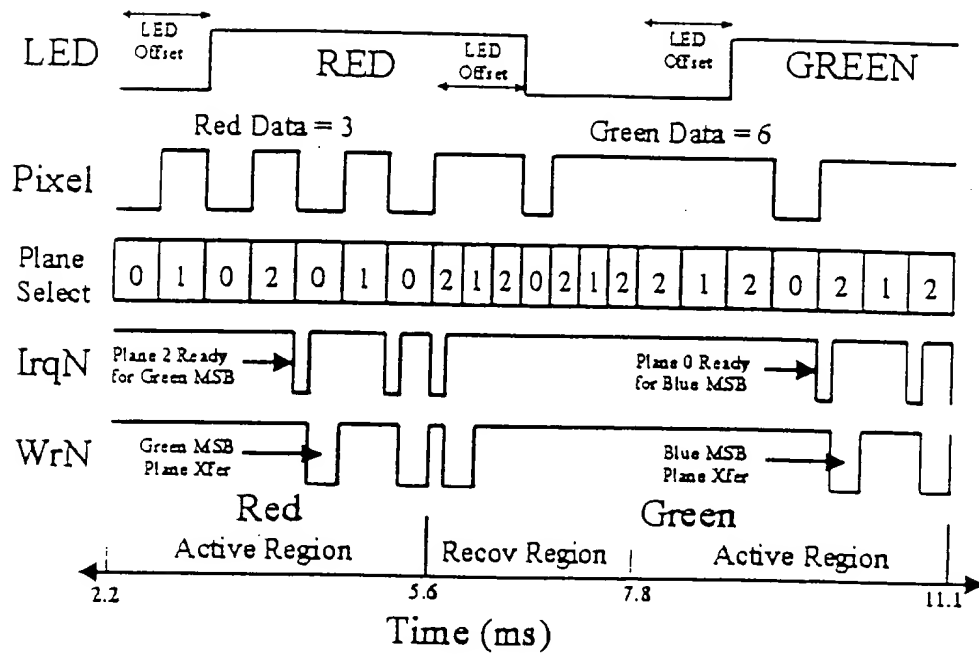 LED
LED
Offset
RED
LED
Offset
LED
Offset
GREEN
Red Data = 3
Green Data = 6
Pixel
Plane
Select
0 1 0 2 0 1 0 2 1 2 0 2 1 2 2 1 2 0 2 1 2
IrqN
Plane 2 Ready
for Green MSB
Plane 0 Ready
for Blue MSB
WrN
Green MSB
Plane Xfer
Blue MSB
Plane Xfer
Red
Green
Active Region
Recov Region
Active Region
2.2
5.6
7.8
11.1
Time (ms)